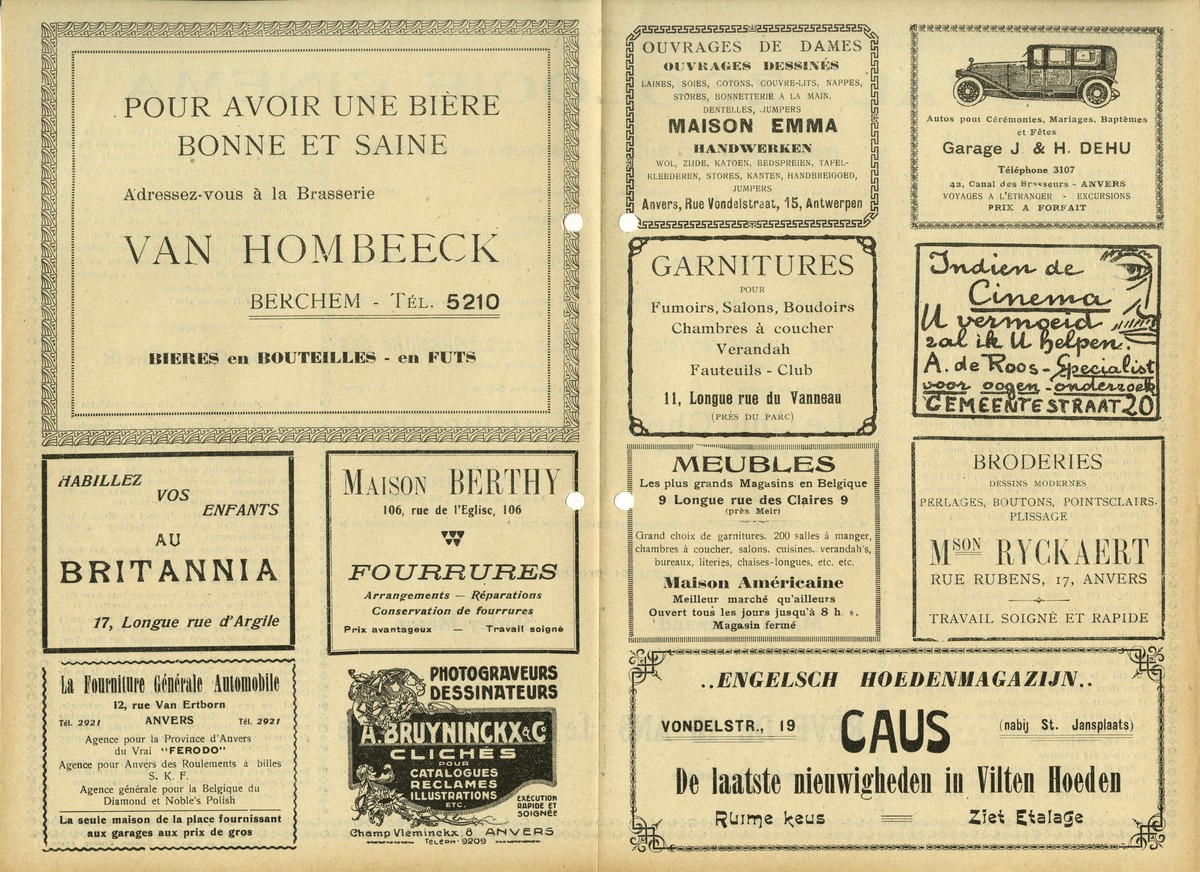 POUR AVOIR UNE BIÈRE
BONNE ET SAINE
Adressez-vous à la Brasserie
VAN HOMBEECK
BERCHEM - TÉL. 5210
BIERES en BOUTEILLES - en FUTS
HABILLEZ
VOS
ENFANTS
AU
BRITANNIA
17, Longue rue d'Argile
MAISON BERTHY
106, rue de l'Eglise, 106
FOURRURES
Arrangements — Réparations
Conservation de fourrures
Prix avantageux — Travail soigné
La Fourniture Générale Automobile
12, rue Van Ertborn
Tél. 2921 ANVERS Tél. 2921
Agence pour la Province d'Anvers
du Vrai "FERODO"
Agence pour Anvers des Roulements à billes
S. K. F.
Agence générale pour la Belgique du
Diamond et Noble's Polish
La seule maison de la place fournissant
aux garages aux prix de gros
PHOTOGRAVEURS
DESSINATEURS
A. BRUYNINCKX & Cº
CLICHÉS
POUR
CATALOGUES
RECLAMES
ILLUSTRATIONS
ETC.
EXÉCUTION
RAPIDE ET
SOIGNÉE
Champ Vleminckx. 8 ANVERS
TÉLÉPH. 9209
OUVRAGES DE DAMES
OUVRAGES DESSINÉS
LAINES, SOIES, COTONS, COUVRE-LITS, NAPPES,
STORES, BONNETTERIE A LA MAIN,
DENTELLES, JUMPERS
MAISON EMMA
HANDWERKEN
WOL, ZIJDE, KATOEN, BEDSPREIEN, TAFEL-
KLEEDEREN, STORES, KANTEN, HANDBREIGOED,
JUMPERS
Anvers, Rue Vondelstraat, 15, Antwerpen
Autos pour Cérémonies, Mariages, Baptèmes
et Fêtes
Garage J. & H. DEHU
Téléphone 3107
42, Canal des Brasseurs - ANVERS
VOYAGES A L'ÉTRANGER - EXCURSIONS
PRIX A FORFAIT
GARNITURES
POUR
Fumoirs, Salons, Boudoirs
Chambres à coucher
Verandah
Fauteuils - Club
11, Longue rue du Vanneau
(PRÈS DU PARC)
Indien de
Cinema
U vermoeid
zal ik U helpen.
A. de Roos - Specialist
voor oogen-onderzoek
GEMEENTESTRAAT 20
MEUBLES
Les plus grands Magasins en Belgique
9 Longue rue des Claires 9
(près Meir)
Grand choix de garnitures. 200 salles à manger,
chambres à coucher, salons, cuisines, verandah's,
bureaux, literies, chaises-longues, etc. etc.
Maison Américaine
Meilleur marché qu'ailleurs
Ouvert tous les jours jusqu'à 8 h. s.
Magasin fermé
BRODERIES
DESSINS MODERNES
PERLAGES, BOUTONS, POINTSCLAIRS.
PLISSAGE
MSON RYCKAERT
RUE RUBENS, 17, ANVERS
TRAVAIL SOIGNÉ ET RAPIDE
..ENGELSCH HOEDENMAGAZIJN..
VONDELSTR., 19 CAUS (nabij St. Jansplaats)
De laatste nieuwigheden in Vilten Hoeden
Ruime keus Ziet Etalage